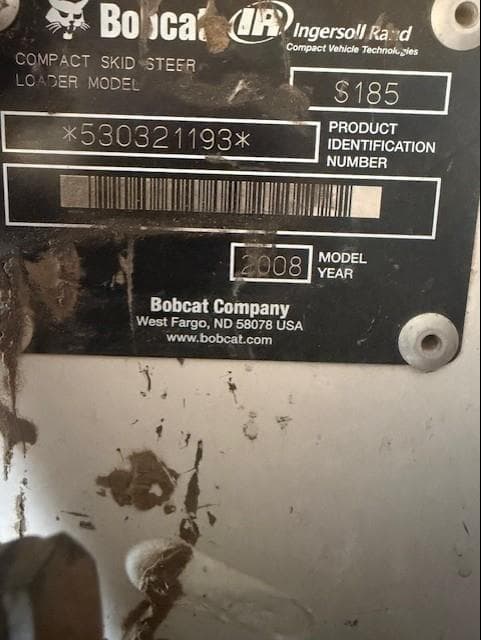 Bobcat IR Ingersoll Rand
Compact Vehicle Technologies
COMPACT SKID STEER
LOADER MODEL
S185
*530321193*
PRODUCT
IDENTIFICATION
NUMBER
2008
MODEL
YEAR
Bobcat Company
West Fargo, ND 58078 USA
www.bobcat.com